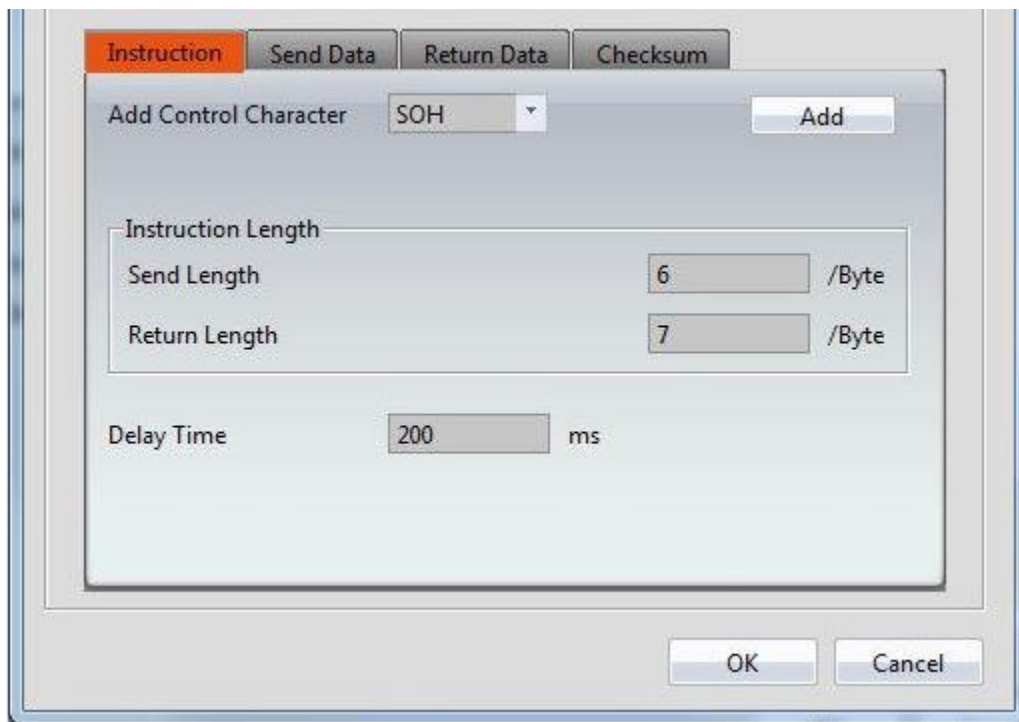 Instruction Send Data Return Data Checksum
Add Control Character SOH Add
Instruction Length
Send Length 6 /Byte
Return Length 7 /Byte
Delay Time 200 ms
OK Cancel